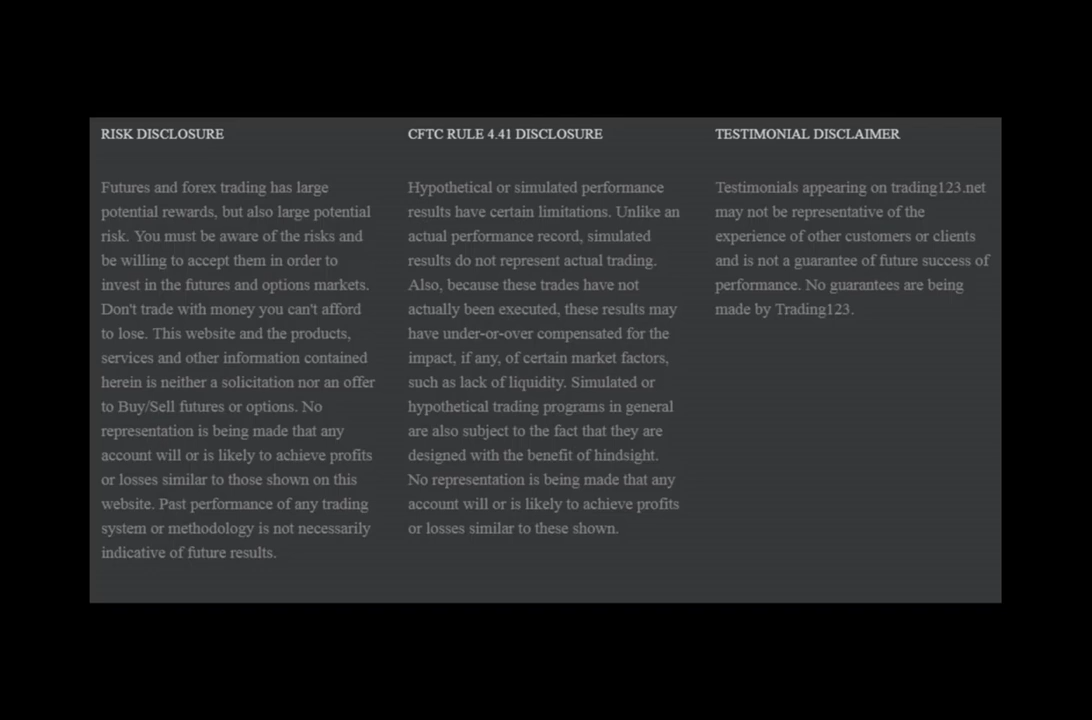 RISK DISCLOSURE
Futures and forex trading has large
potential rewards, but also large potential
risk. You must be aware of the risks and
be willing to accept them in order to
invest in the futures and options markets.
Don't trade with money you can't afford
to lose. This website and the products,
services and other information contained
herein is neither a solicitation nor an offer
to Buy/Sell futures or options. No
representation is being made that any
account will or is likely to achieve profits
or losses similar to those shown on this
website. Past performance of any trading
system or methodology is not necessarily
indicative of future results.
CFTC RULE 4.41 DISCLOSURE
Hypothetical or simulated performance
results have certain limitations. Unlike an
actual performance record, simulated
results do not represent actual trading.
Also, because these trades have not
actually been executed, these results may
have under-or-over compensated for the
impact, if any, of certain market factors,
such as lack of liquidity. Simulated or
hypothetical trading programs in general
are also subject to the fact that they are
designed with the benefit of hindsight.
No representation is being made that any
account will or is likely to achieve profits
or losses similar to these shown.
TESTIMONIAL DISCLAIMER
Testimonials appearing on trading123.net
may not be representative of the
experience of other customers or clients
and is not a guarantee of future success of
performance. No guarantees are being
made by Trading123.